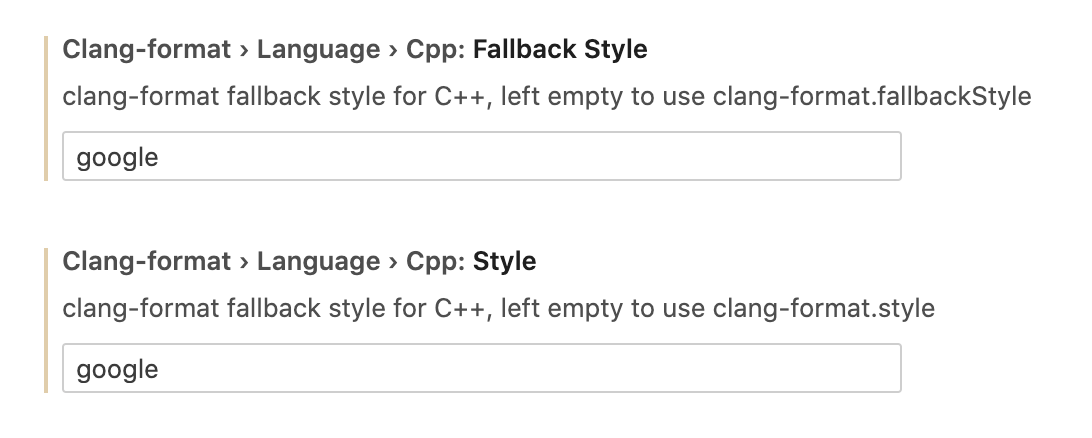 Clang-format › Language › Cpp: Fallback Style
clang-format fallback style for C++, left empty to use clang-format.fallbackStyle
google
Clang-format › Language › Cpp: Style
clang-format fallback style for C++, left empty to use clang-format.style
google